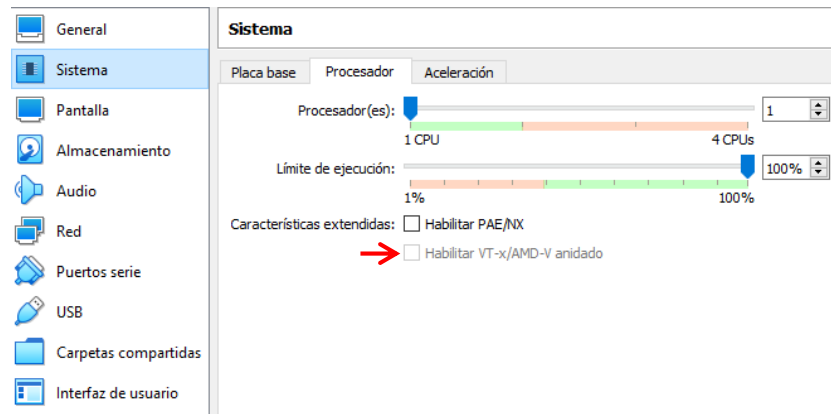 General
Sistema
Pantalla
Almacenamiento
Audio
Red
Puertos serie
USB
Carpetas compartidas
Interfaz de usuario
Sistema
Placa base Procesador Aceleración
Procesador(es): 1
1 CPU 4 CPUs
Límite de ejecución: 100%
1% 100%
Características extendidas: Habilitar PAE/NX
Habilitar VT-x/AMD-V anidado